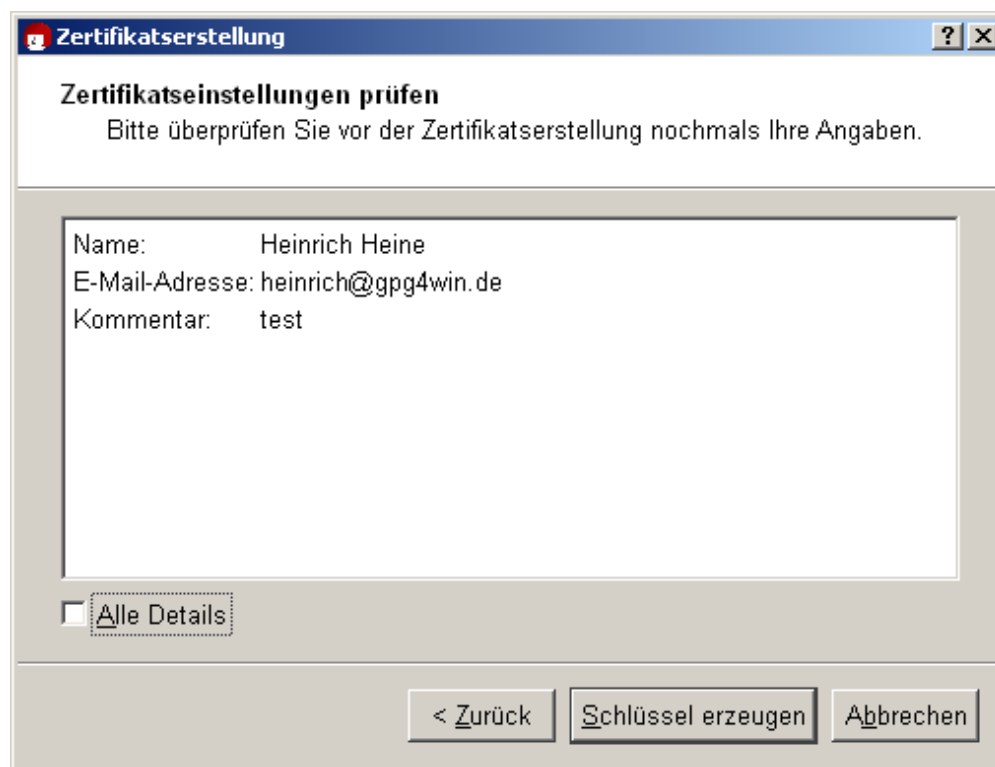 Zertifikatserstellung
Zertifikatseinstellungen prüfen
Bitte überprüfen Sie vor der Zertifikatserstellung nochmals Ihre Angaben.
Name: Heinrich Heine
E-Mail-Adresse: heinrich@gpg4win.de
Kommentar: test
Alle Details
< Zurück Schlüssel erzeugen Abbrechen